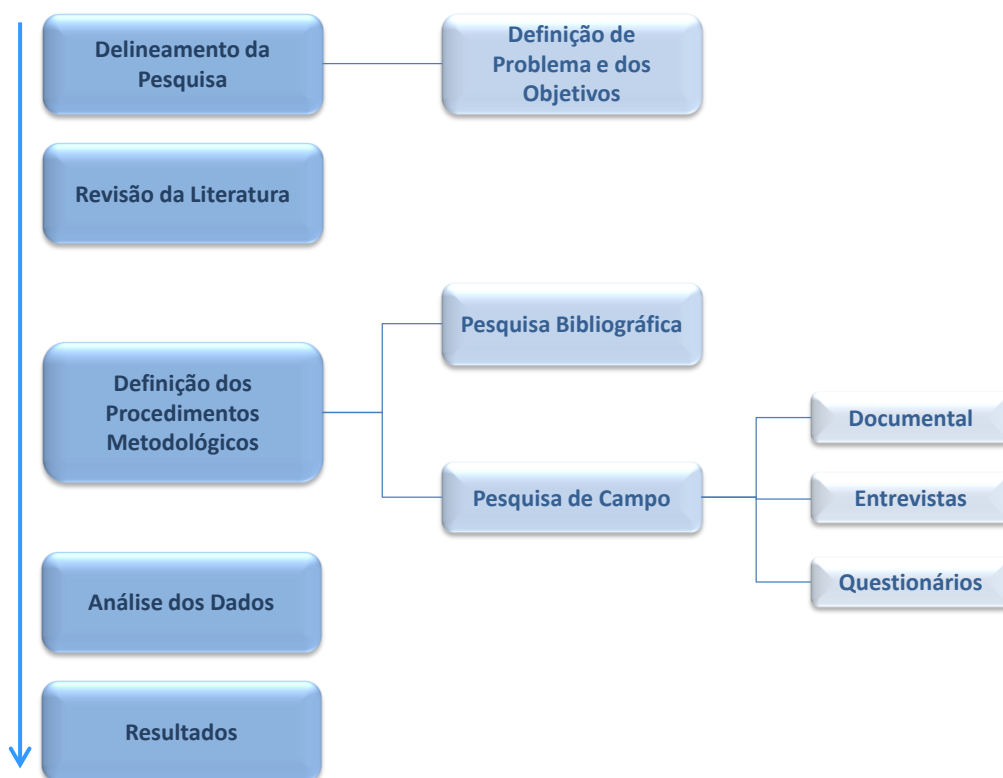 Delineamento da
Pesquisa
Definição de
Problema e dos
Objetivos
Revisão da Literatura
Definição dos
Procedimentos
Metodológicos
Pesquisa Bibliográfica
Pesquisa de Campo
Documental
Entrevistas
Questionários
Análise dos Dados
Resultados